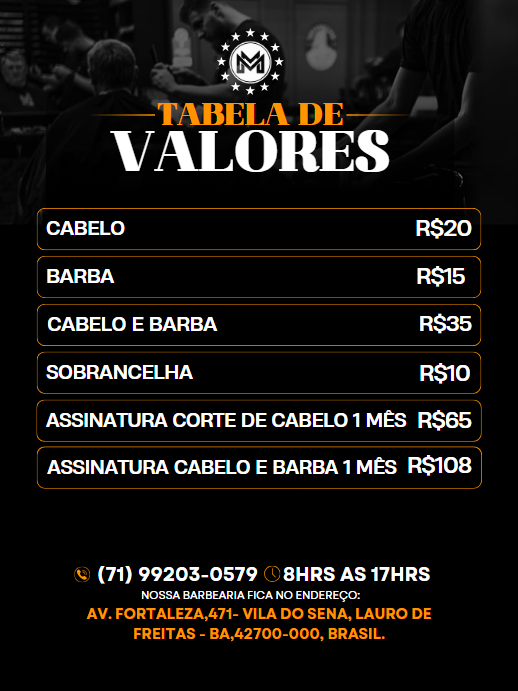 TABELA DE
VALORES
CABELO R$20
BARBA R$15
CABELO E BARBA R$35
SOBRANCELHA R$10
ASSINATURA CORTE DE CABELO 1 MÊS R$65
ASSINATURA CABELO E BARBA 1 MÊS R$108
(71) 99203-0579 8HRS AS 17HRS
NOSSA BARBEARIA FICA NO ENDEREÇO:
AV. FORTALEZA,471- VILA DO SENA, LAURO DE
FREITAS - BA,42700-000, BRASIL.